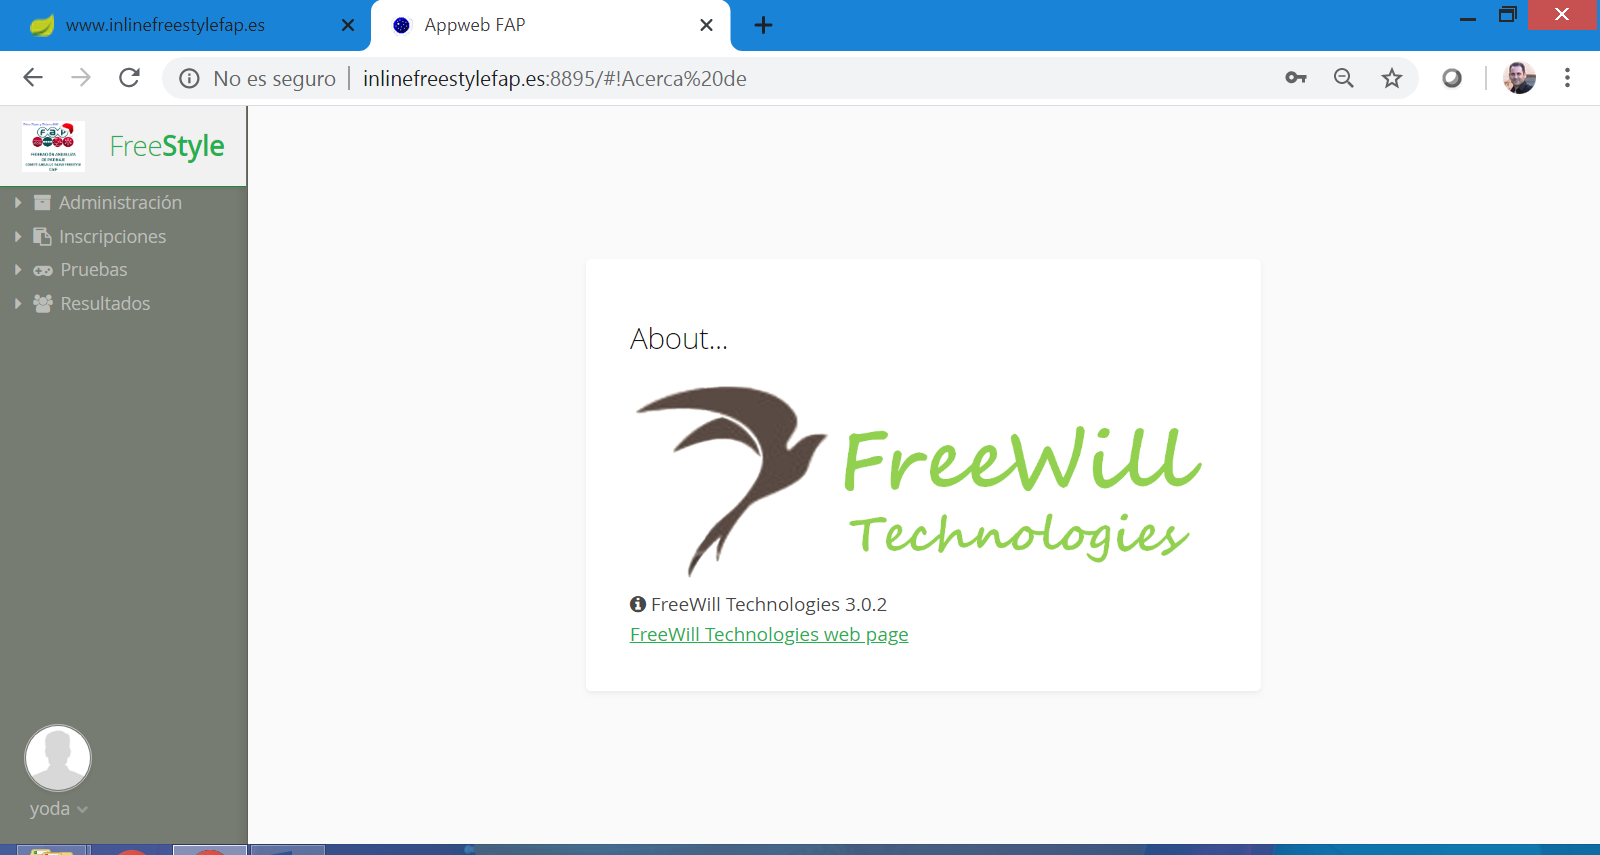 www.inlinefreestylefap.es
Appweb FAP
No es seguro
inlinefreestylefap.es:8895/#!Acerca%20de
FreeStyle
Administración
Inscripciones
Pruebas
Resultados
About...
FreeWill
Technologies
FreeWill Technologies 3.0.2
FreeWill Technologies web page
yoda